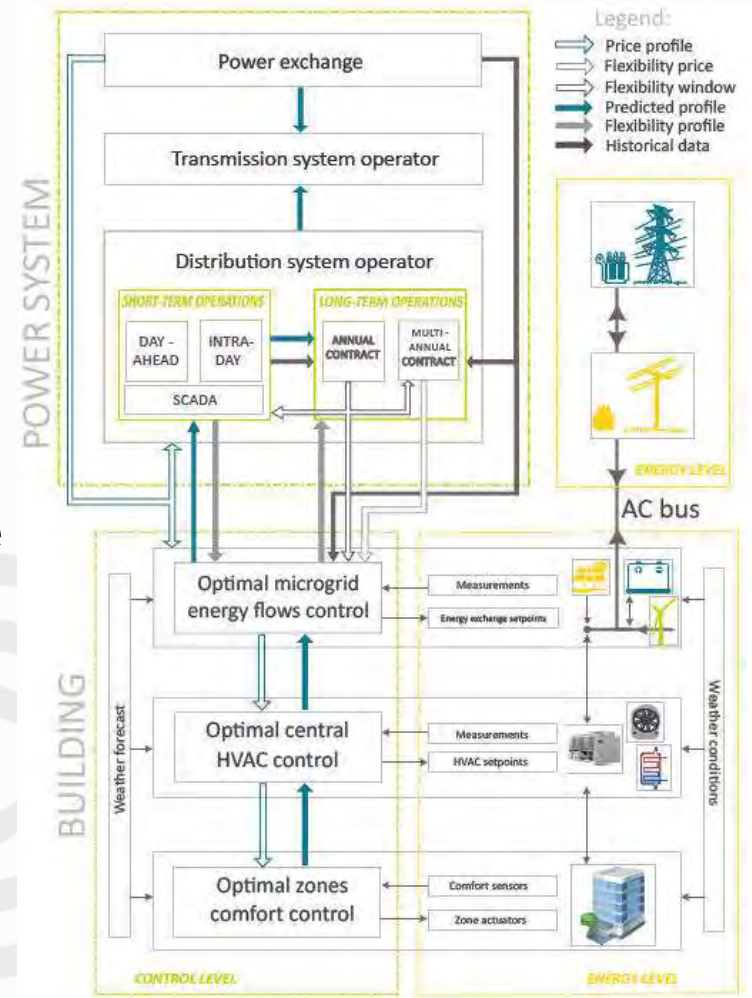 Legend:
Price profile
Flexibility price
Flexibility window
Predicted profile
Flexibility profile
Historical data
POWER SYSTEM
Power exchange
Transmission system operator
Distribution system operator
SHORT-TERM OPERATIONS
DAY -
AHEAD
INTRA-
DAY
SCADA
LONG-TERM OPERATIONS
ANNUAL
CONTRACT
MULTI-
ANNUAL
CONTRACT
ENERGY LEVEL
AC bus
BUILDING
Weather forecast
Optimal microgrid
energy flows control
Measurements
Energy exchange setpoints
Optimal central
HVAC control
Measurements
HVAC setpoints
Optimal zones
comfort control
Comfort sensors
Zone actuators
Weather conditions
CONTROL LEVEL
ENERGY LEVEL